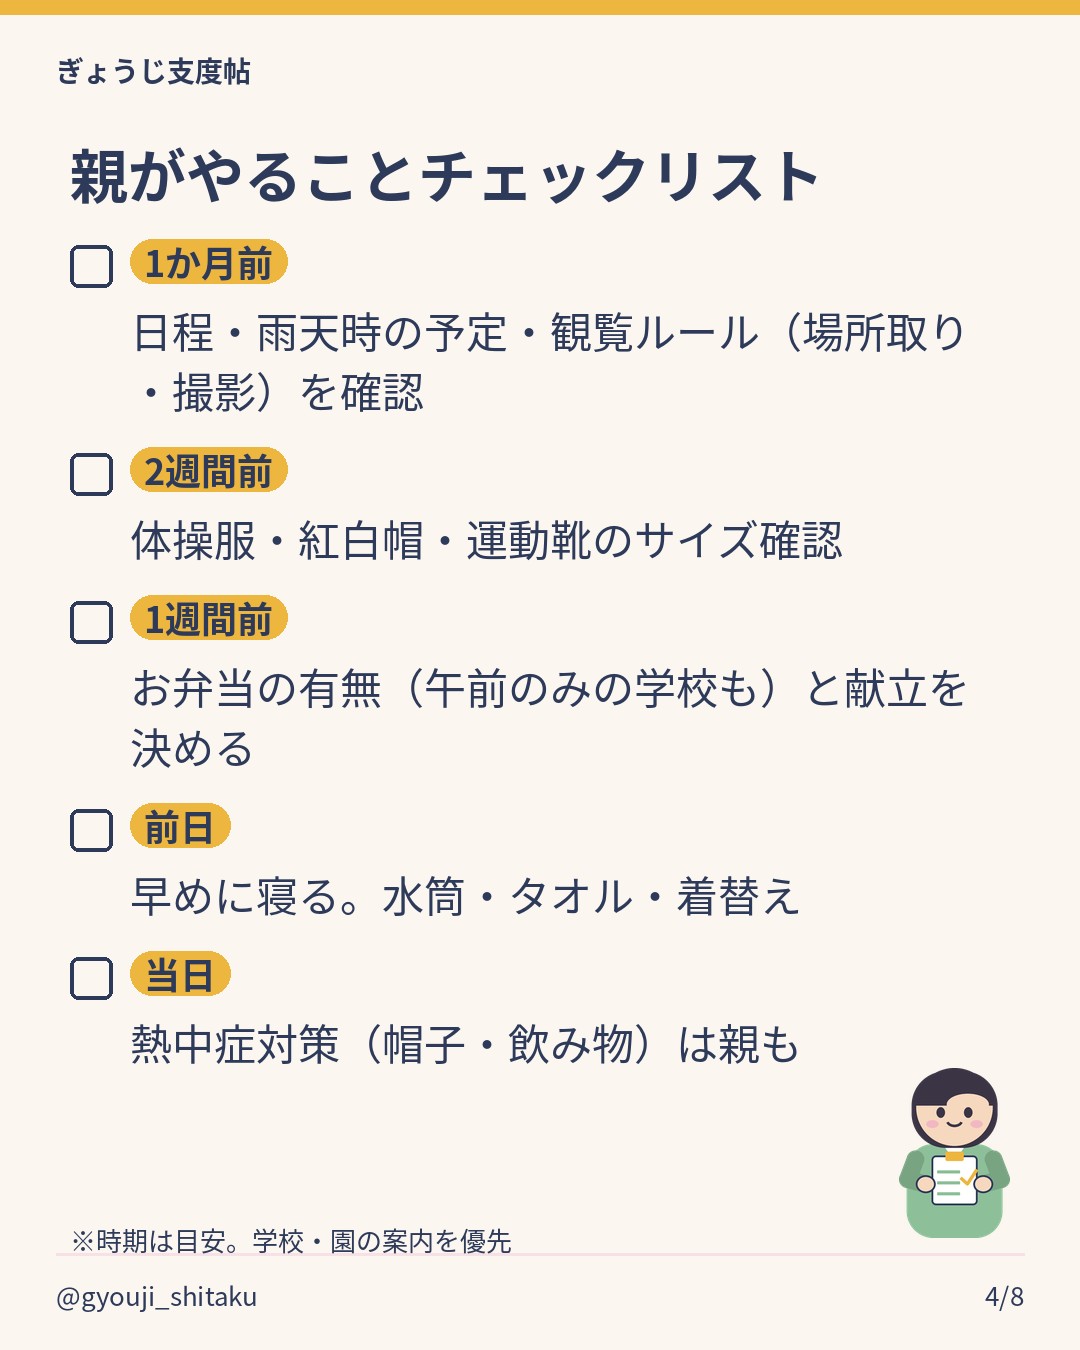 ぎょうじ支度帖
親がやることチェックリスト
1か月前
日程・雨天時の予定・観覧ルール（場所取り
・撮影）を確認
2週間前
体操服・紅白帽・運動靴のサイズ確認
1週間前
お弁当の有無（午前のみの学校も）と献立を
決める
前日
早めに寝る。水筒・タオル・着替え
当日
熱中症対策（帽子・飲み物）は親も
※時期は目安。学校・園の案内を優先
@gyouji_shitaku
4/8